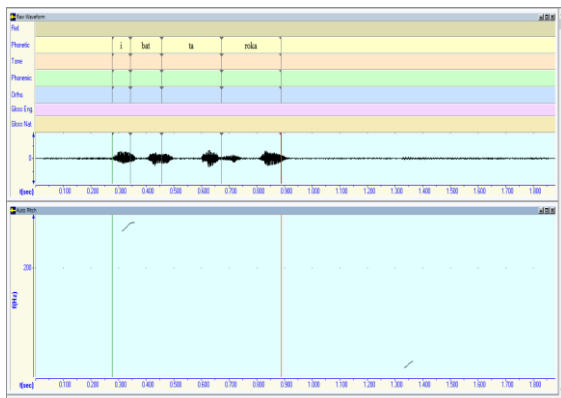 Raw Waveform
Ref
Phonetic i bat ta roka
Tone
Phonemic
Ortho
Gloss Eng.
Gloss Nat.
0
t(sec) 0.100 0.200 0.300 0.400 0.500 0.600 0.700 0.800 0.900 1.000 1.100 1.200 1.300 1.400 1.500 1.600 1.700 1.800
Auto Pitch
200
t(sec) 0.100 0.200 0.300 0.400 0.500 0.600 0.700 0.800 0.900 1.000 1.100 1.200 1.300 1.400 1.500 1.600 1.700 1.800